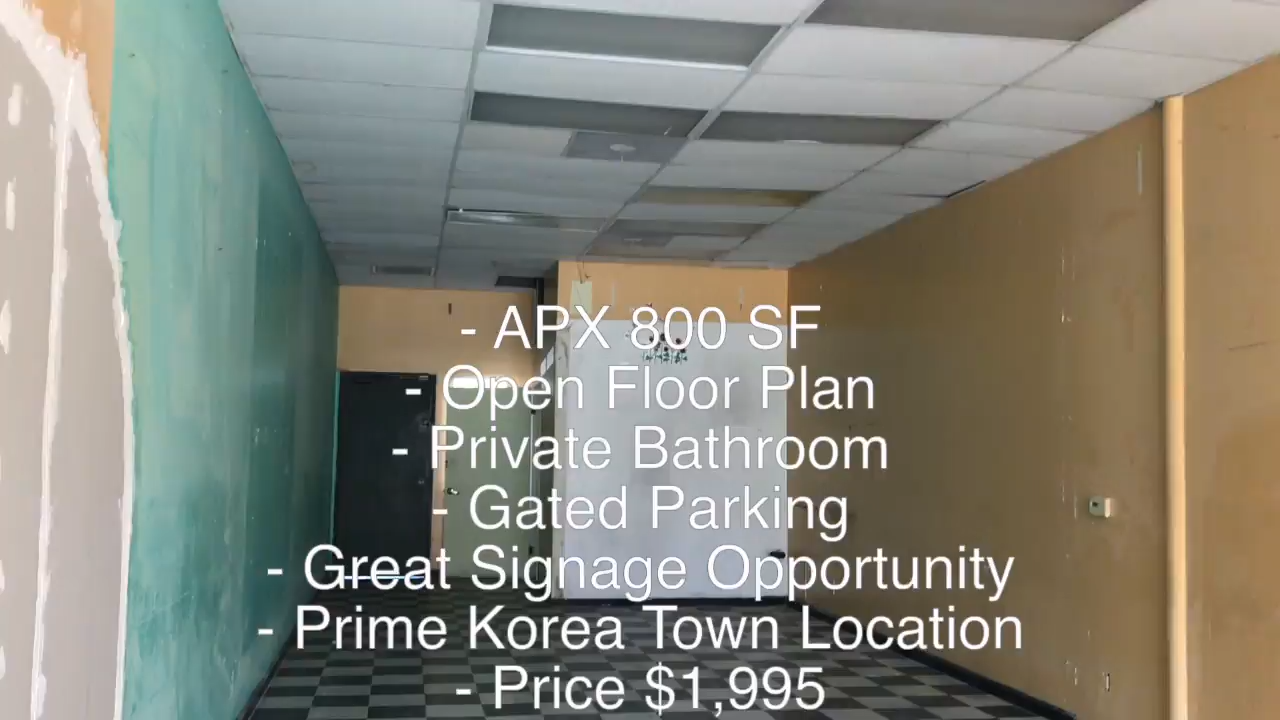 - APX 800 SF
- Open Floor Plan
- Private Bathroom
- Gated Parking
- Great Signage Opportunity
- Prime Korea Town Location
- Price $1,995